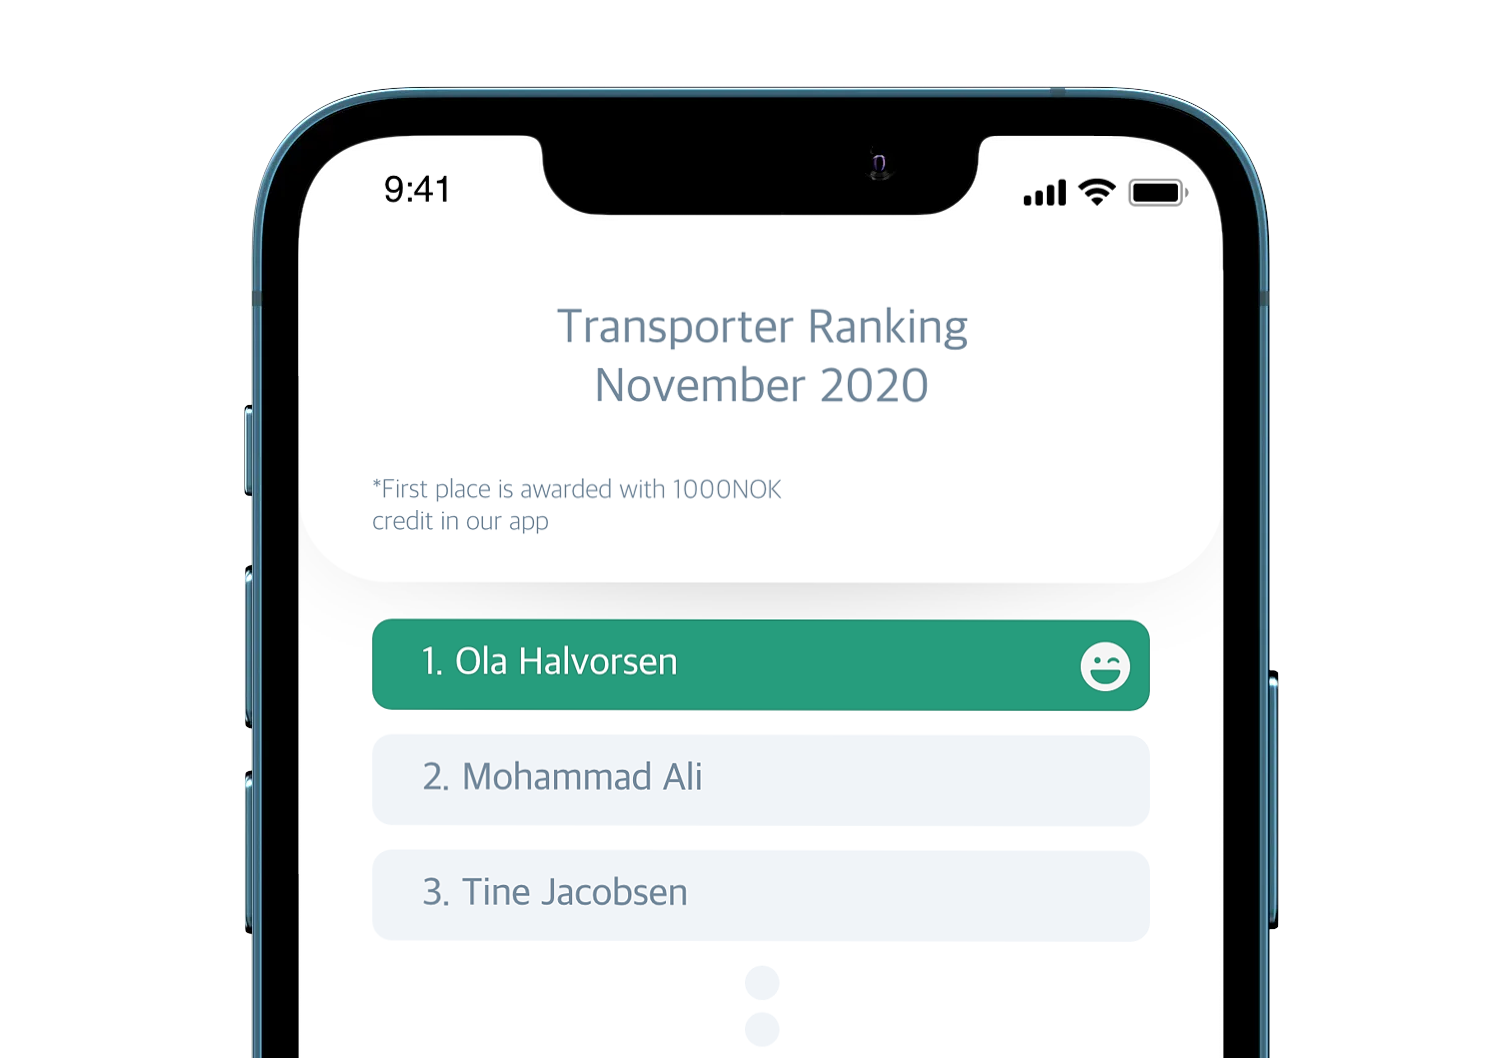 9:41
Transporter Ranking
November 2020
*First place is awarded with 1000NOK
credit in our app
1. Ola Halvorsen
2. Mohammad Ali
3. Tine Jacobsen